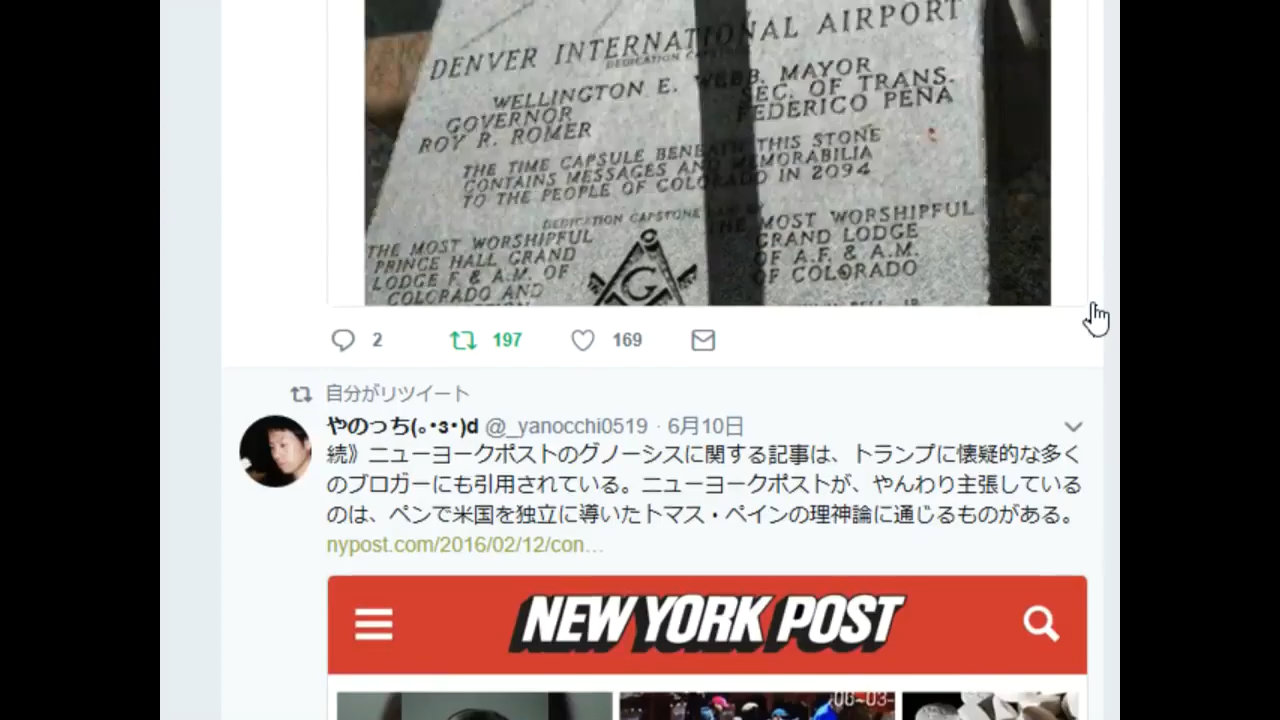 DENVER INTERNATIONAL AIRPORT
WELLINGTON E. WEBB. MAYOR
GOVERNOR
ROY R. ROMER
SEC. OF TRANS.
FEDERICO PENA
THE TIME CAPSULE BENEATH THIS STONE
CONTAINS MESSAGES AND MEMORABILIA
TO THE PEOPLE OF COLORADO IN 2094
DEDICATION CAPSTONE
THE MOST WORSHIPFUL
PRINCE HALL GRAND
LODGE F. & A.M. OF
COLORADO AND
G
THE MOST WORSHIPFUL
GRAND LODGE
OF A.F. & A.M.
OF COLORADO
2 197 169
自分がリツイート
やのっち(｡･з･)d @_yanocchi0519 · 6月10日
続》ニューヨークポストのグノーシスに関する記事は、トランプに懐疑的な多く
のブロガーにも引用されている。ニューヨークポストが、やんわり主張している
のは、ペンで米国を独立に導いたトマス・ペインの理神論に通じるものがある。
nypost.com/2016/02/12/con…
NEW YORK POST